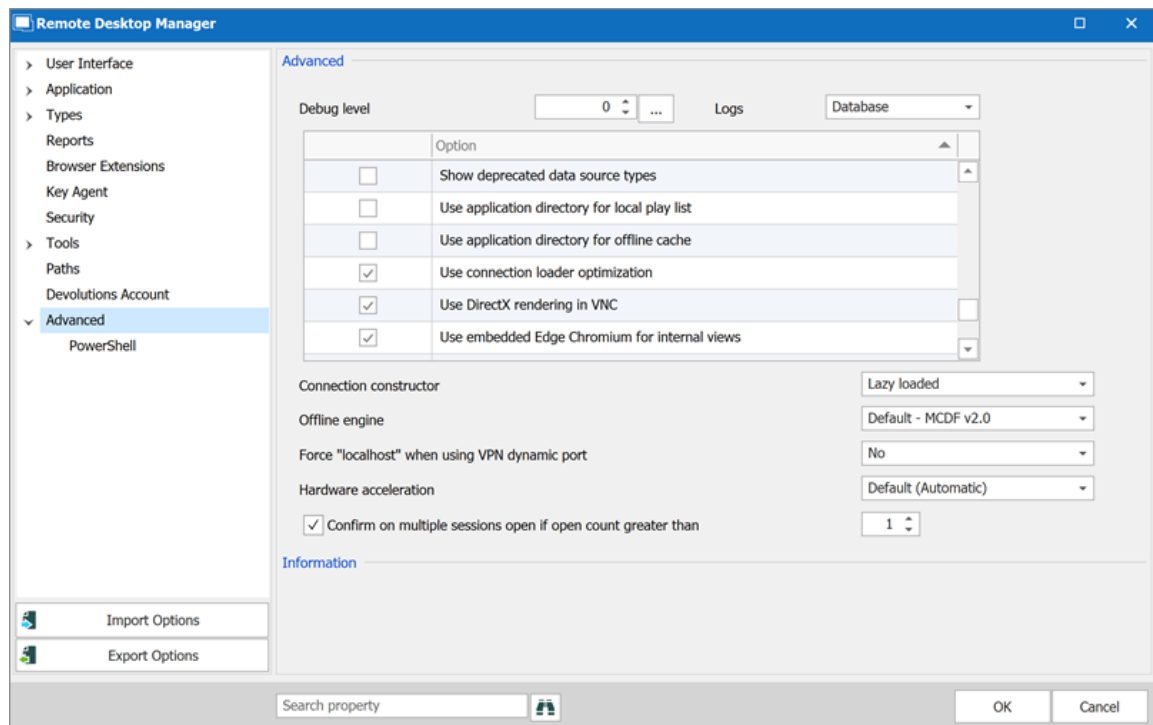 Remote Desktop Manager
User Interface
Application
Types
Reports
Browser Extensions
Key Agent
Security
Tools
Paths
Devolutions Account
Advanced
PowerShell
Import Options
Export Options
Advanced
Debug level 0 ... Logs Database
Option
Show deprecated data source types
Use application directory for local play list
Use application directory for offline cache
Use connection loader optimization
Use DirectX rendering in VNC
Use embedded Edge Chromium for internal views
Connection constructor Lazy loaded
Offline engine Default - MCDF v2.0
Force "localhost" when using VPN dynamic port No
Hardware acceleration Default (Automatic)
Confirm on multiple sessions open if open count greater than 1
Information
Search property OK Cancel